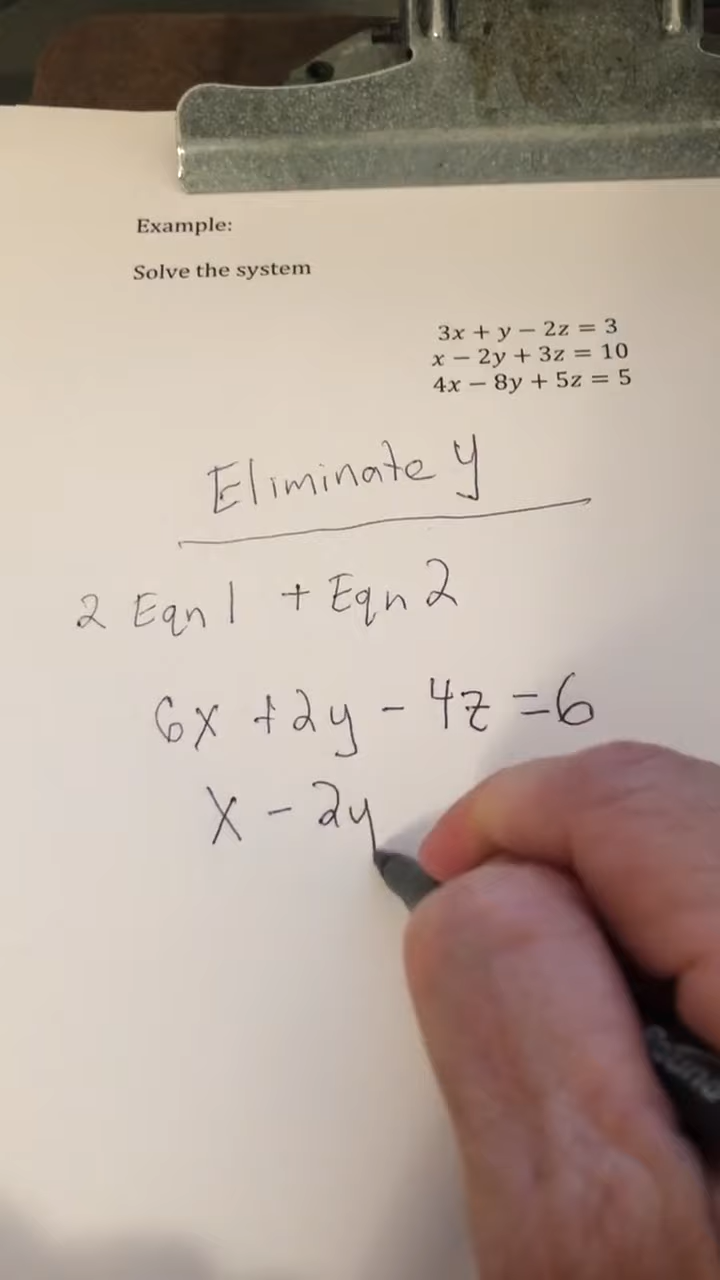 Example:
Solve the system
3x + y − 2z = 3
x − 2y + 3z = 10
4x − 8y + 5z = 5
Eliminate y
2 Eqn 1 + Eqn 2
6x + 2y - 4z = 6
x - 2y